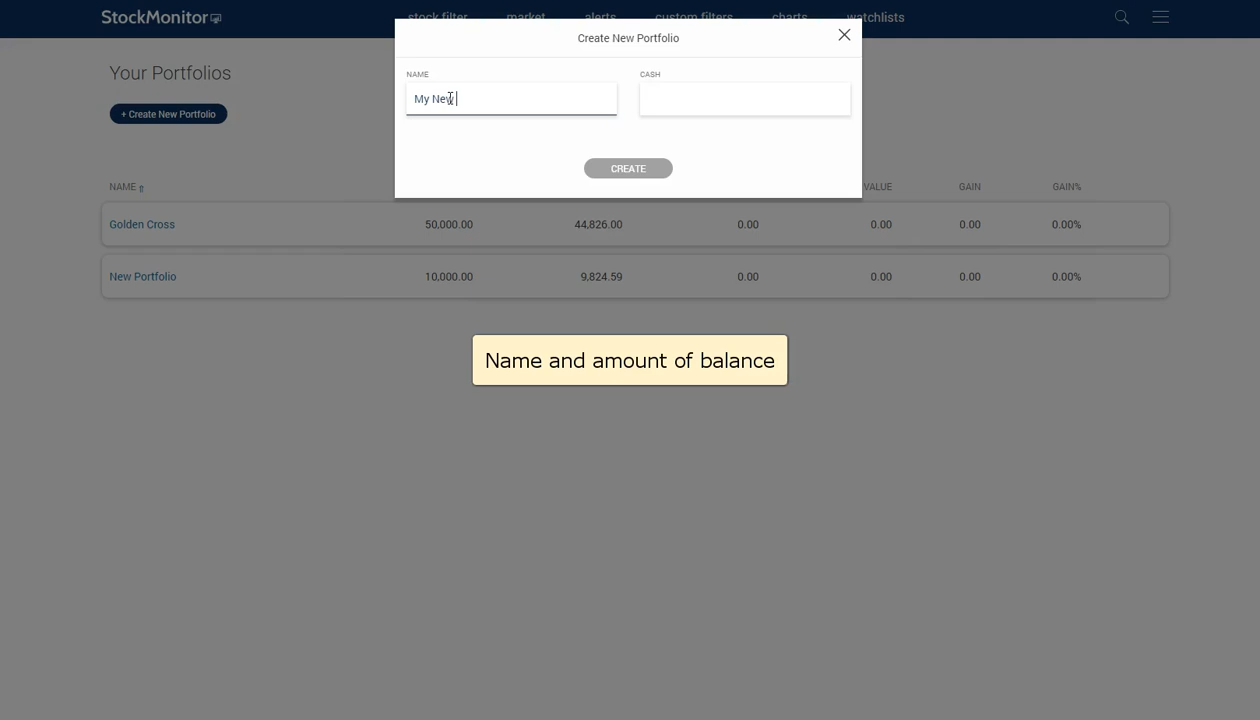 StockMonitor
stock filter market alerts custom filters charts watchlists
Create New Portfolio
Your Portfolios
NAME CASH
My New
+ Create New Portfolio
CREATE
NAME VALUE GAIN GAIN%
Golden Cross 50,000.00 44,826.00 0.00 0.00 0.00 0.00%
New Portfolio 10,000.00 9,824.59 0.00 0.00 0.00 0.00%
Name and amount of balance